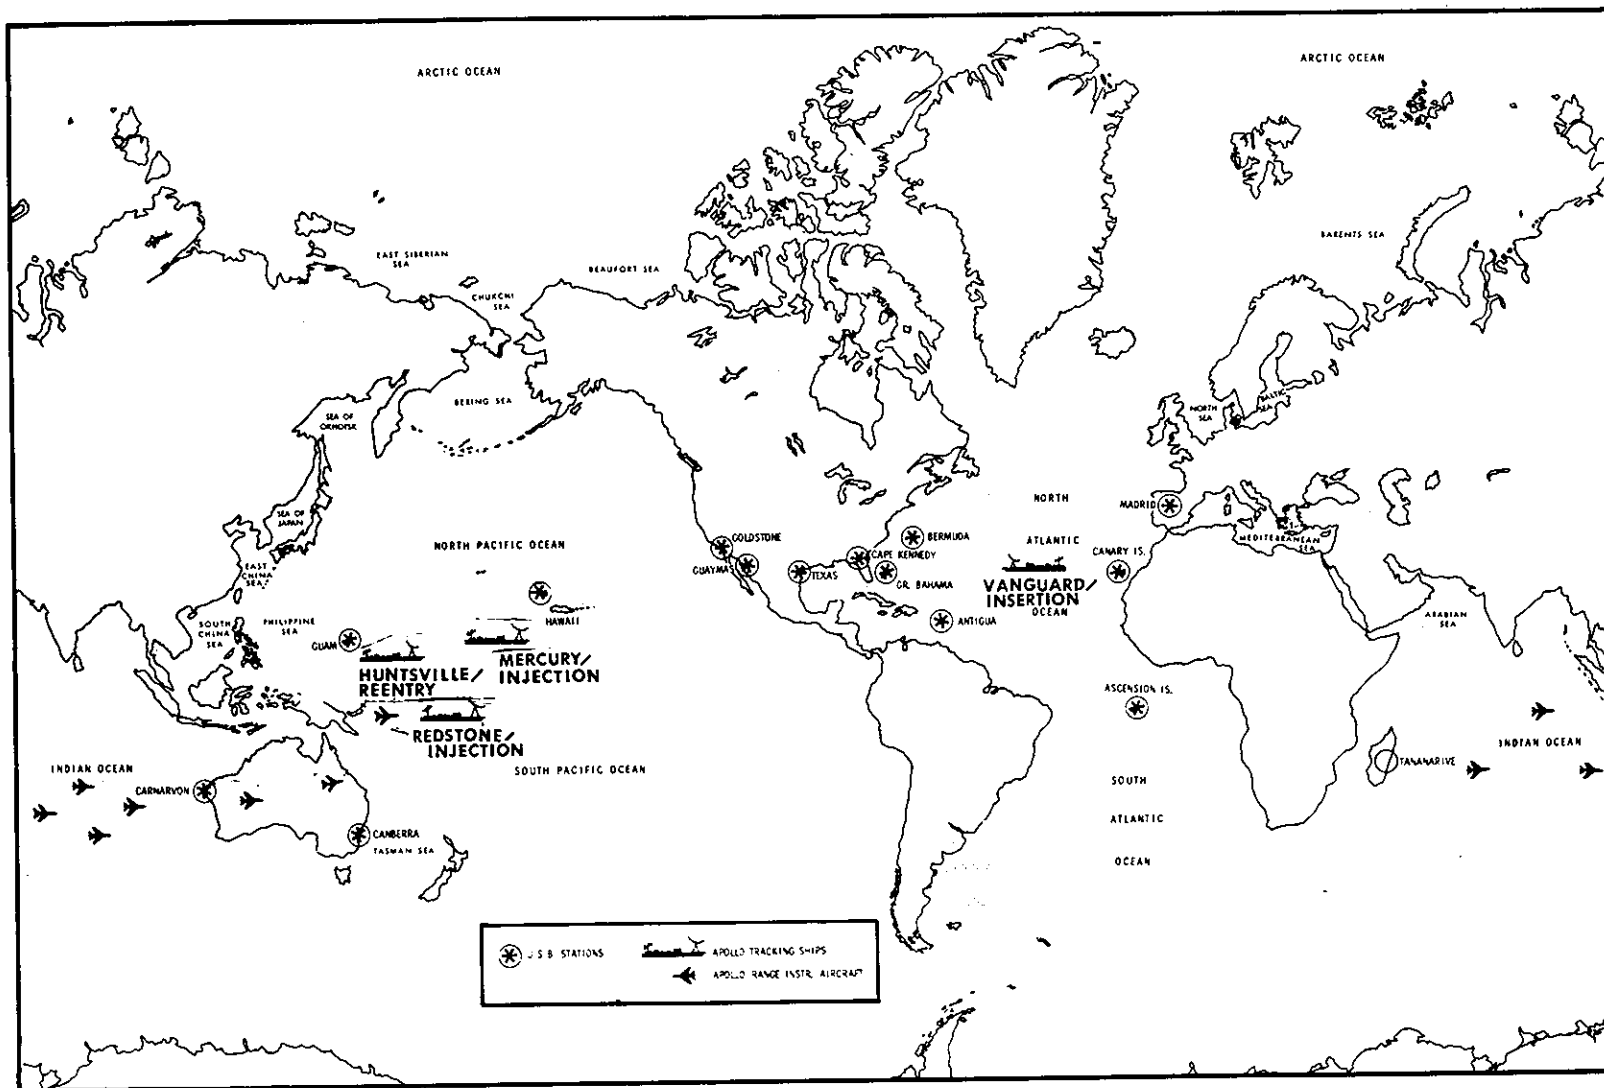 ARCTIC OCEAN
ARCTIC OCEAN
BARENTS SEA
EAST SIBERIAN
SEA
BEAUFORT SEA
CHUKCHI
SEA
BERING SEA
SEA OF
OKHOTSK
NORTH
SEA
BALTIC
SEA
SEA OF
JAPAN
NORTH
MADRID
GOLDSTONE
BERMUDA
ATLANTIC
MEDITERRANEAN
SEA
NORTH PACIFIC OCEAN
CAPE KENNEDY
CANARY IS.
EAST
CHINA
SEA
GUAYMAS
TEXAS
GR. BAHAMA
VANGUARD/
INSERTION
OCEAN
HAWAII
ANTIGUA
ARABIAN
SEA
SOUTH
CHINA
SEA
PHILIPPINE
SEA
GUAM
MERCURY/
INJECTION
HUNTSVILLE/
REENTRY
ASCENSION IS.
REDSTONE/
INJECTION
INDIAN OCEAN
SOUTH PACIFIC OCEAN
TANANARIVE
INDIAN OCEAN
CARNARVON
SOUTH
ATLANTIC
OCEAN
CANBERRA
TASMAN SEA
U.S.B. STATIONS
APOLLO TRACKING SHIPS
APOLLO RANGE INSTR. AIRCRAFT